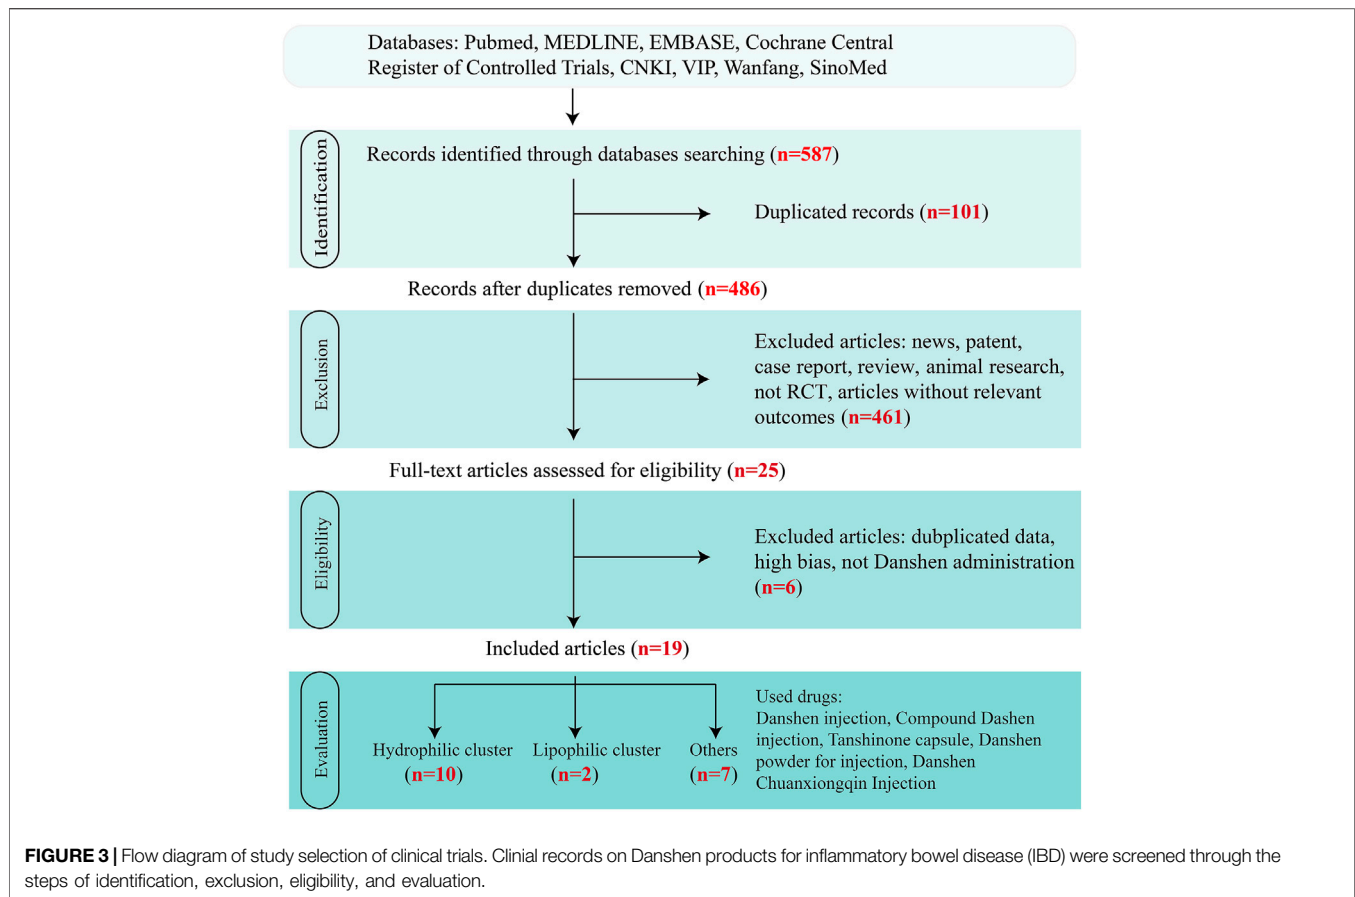 Databases: Pubmed, MEDLINE, EMBASE, Cochrane Central
Register of Controlled Trials, CNKI, VIP, Wanfang, SinoMed
Identification
Records identified through databases searching (n=587)
Duplicated records (n=101)
Records after duplicates removed (n=486)
Exclusion
Excluded articles: news, patent,
case report, review, animal research,
not RCT, articles without relevant
outcomes (n=461)
Full-text articles assessed for eligibility (n=25)
Eligibility
Excluded articles: dubplicated data,
high bias, not Danshen administration
(n=6)
Included articles (n=19)
Evaluation
Hydrophilic cluster
(n=10)
Lipophilic cluster
(n=2)
Others
(n=7)
Used drugs:
Danshen injection, Compound Dashen
injection, Tanshinone capsule, Danshen
powder for injection, Danshen
Chuanxiongqin Injection
FIGURE 3 | Flow diagram of study selection of clinical trials. Clinial records on Danshen products for inflammatory bowel disease (IBD) were screened through the
steps of identification, exclusion, eligibility, and evaluation.